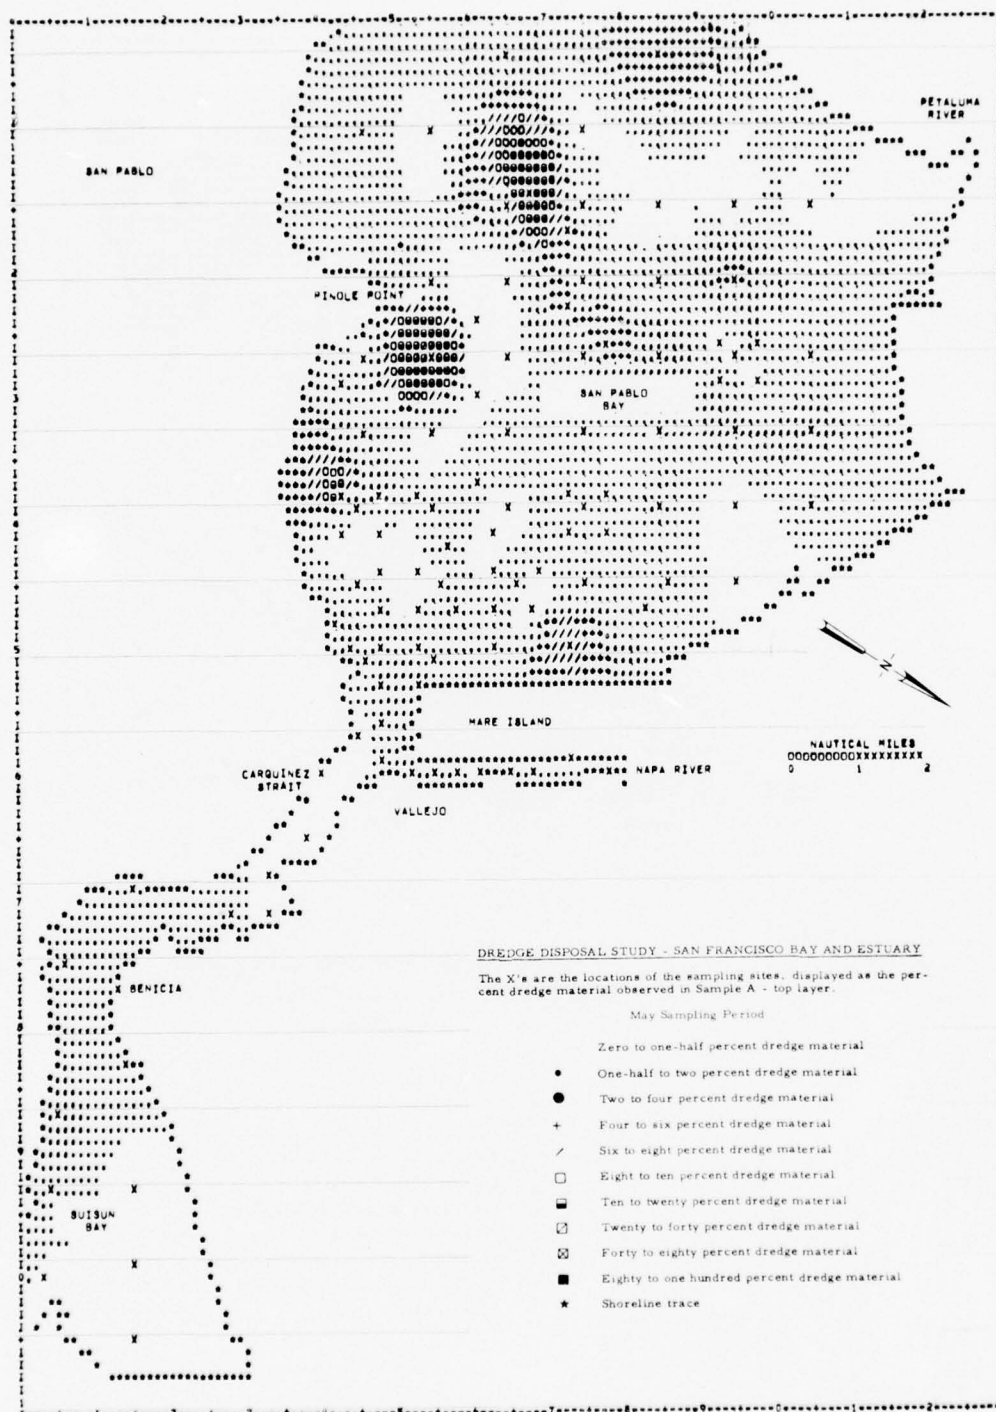 PETALUMA
RIVER
SAN PABLO
PINOLE POINT
SAN PABLO
BAY
MARE ISLAND
NAUTICAL MILES
0 1 2
CARQUINEZ
STRAIT
NAPA RIVER
VALLEJO
BENICIA
SUISUN
BAY
N
DREDGE DISPOSAL STUDY - SAN FRANCISCO BAY AND ESTUARY
The X's are the locations of the sampling sites, displayed as the per-
cent dredge material observed in Sample A - top layer.
May Sampling Period
Zero to one-half percent dredge material
One-half to two percent dredge material
Two to four percent dredge material
Four to six percent dredge material
Six to eight percent dredge material
Eight to ten percent dredge material
Ten to twenty percent dredge material
Twenty to forty percent dredge material
Forty to eighty percent dredge material
Eighty to one hundred percent dredge material
Shoreline trace